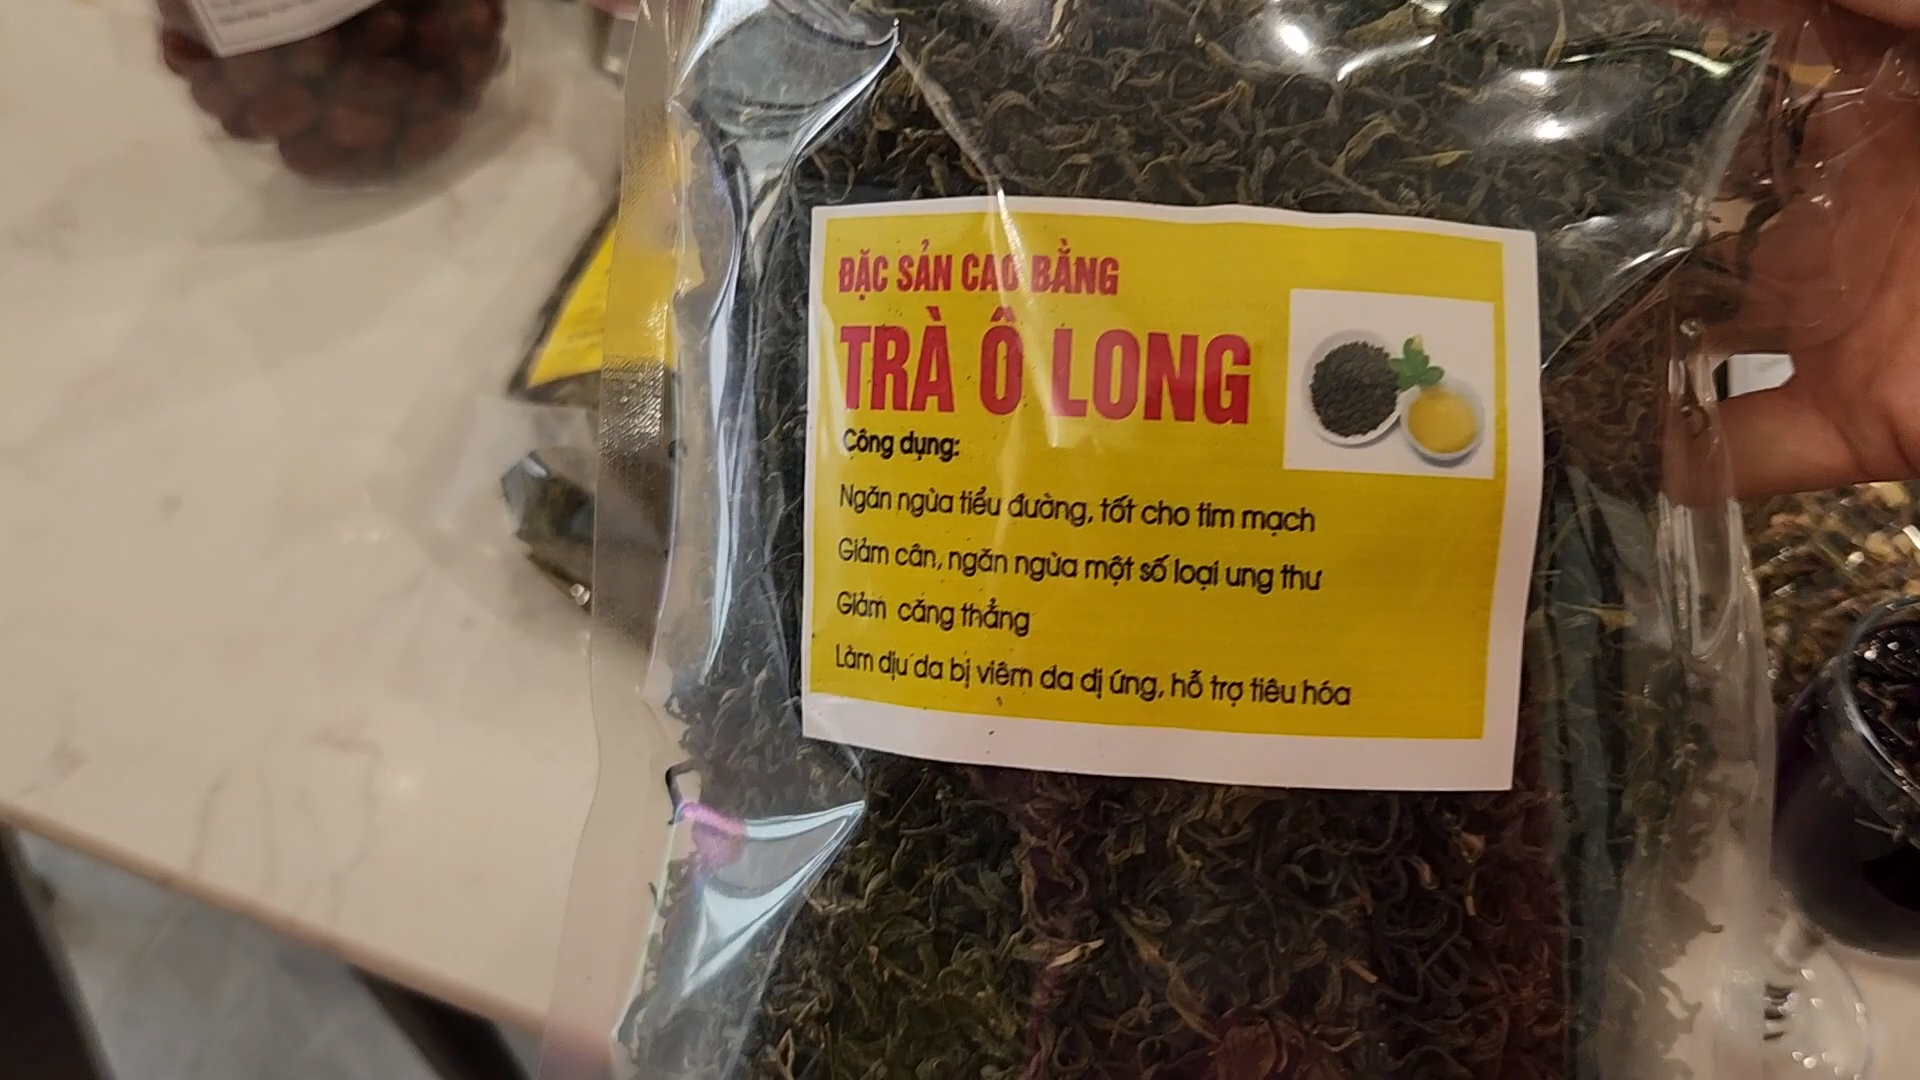 ĐẶC SẢN CAO BẰNG
TRÀ Ô LONG
Công dụng:
Ngăn ngừa tiểu đường, tốt cho tim mạch
Giảm cân, ngăn ngừa một số loại ung thư
Giảm căng thẳng
Làm dịu da bị viêm da dị ứng, hỗ trợ tiêu hóa